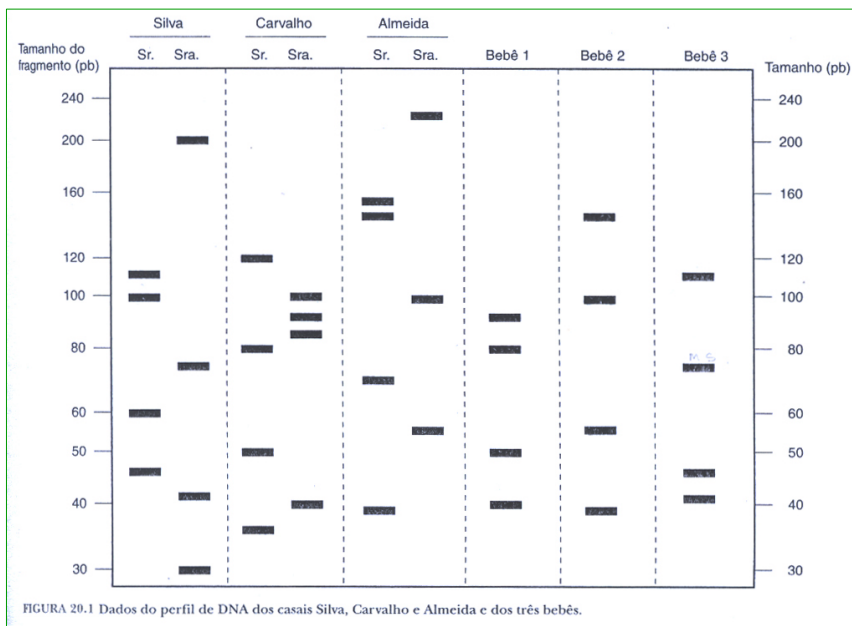 Silva Carvalho Almeida
Tamanho do
fragmento (pb) Sr. Sra. Sr. Sra. Sr. Sra. Bebê 1 Bebê 2 Bebê 3 Tamanho (pb)
240 240
200 200
160 160
120 120
100 100
80 80
M S
60 60
50 50
40 40
30 30
FIGURA 20.1 Dados do perfil de DNA dos casais Silva, Carvalho e Almeida e dos três bebês.